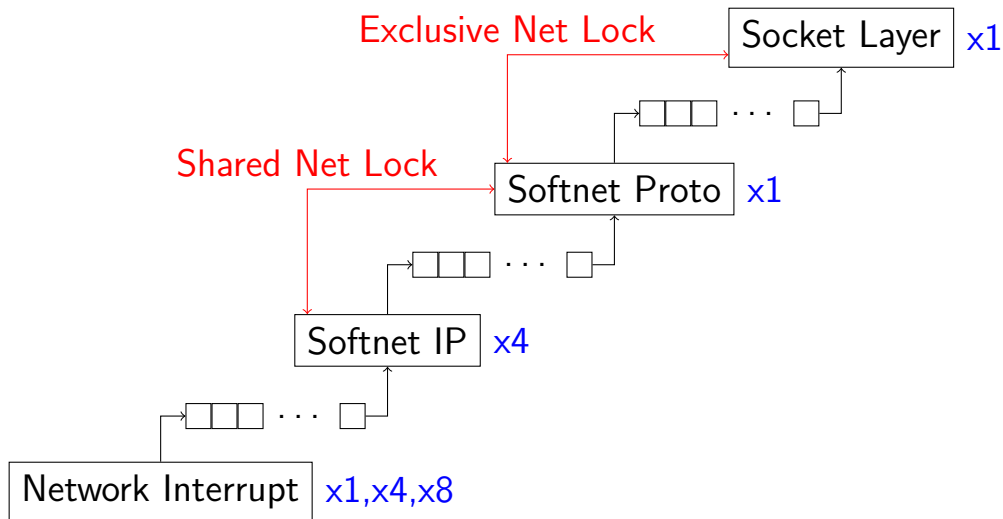 Exclusive Net Lock
Socket Layer x1
. . .
Shared Net Lock
Softnet Proto x1
. . .
Softnet IP x4
. . .
Network Interrupt x1,x4,x8